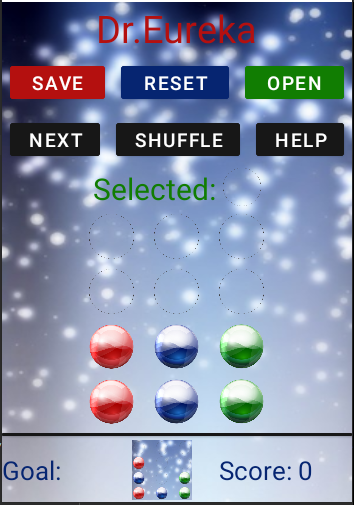 Dr.Eureka
SAVE RESET OPEN
NEXT SHUFFLE HELP
Selected:
Goal: Score: 0